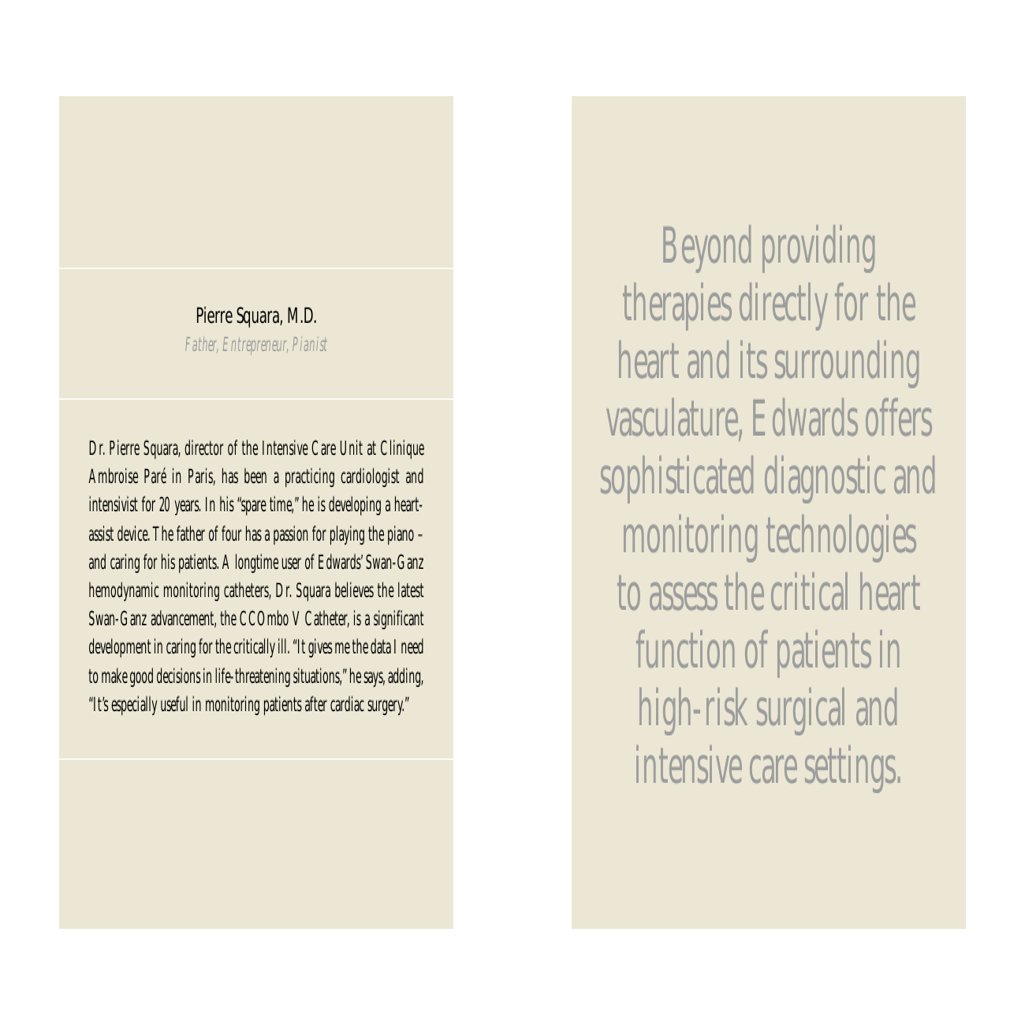 Pierre Squara, M.D.
Father, Entrepreneur, Pianist
Dr. Pierre Squara, director of the Intensive Care Unit at Clinique
Ambroise Paré in Paris, has been a practicing cardiologist and
intensivist for 20 years. In his “spare time,” he is developing a heart-
assist device. The father of four has a passion for playing the piano –
and caring for his patients. A longtime user of Edwards’ Swan-Ganz
hemodynamic monitoring catheters, Dr. Squara believes the latest
Swan-Ganz advancement, the CCOmbo V Catheter, is a significant
development in caring for the critically ill. “It gives me the data I need
to make good decisions in life-threatening situations,” he says, adding,
“It’s especially useful in monitoring patients after cardiac surgery.”
Beyond providing
therapies directly for the
heart and its surrounding
vasculature, Edwards offers
sophisticated diagnostic and
monitoring technologies
to assess the critical heart
function of patients in
high-risk surgical and
intensive care settings.